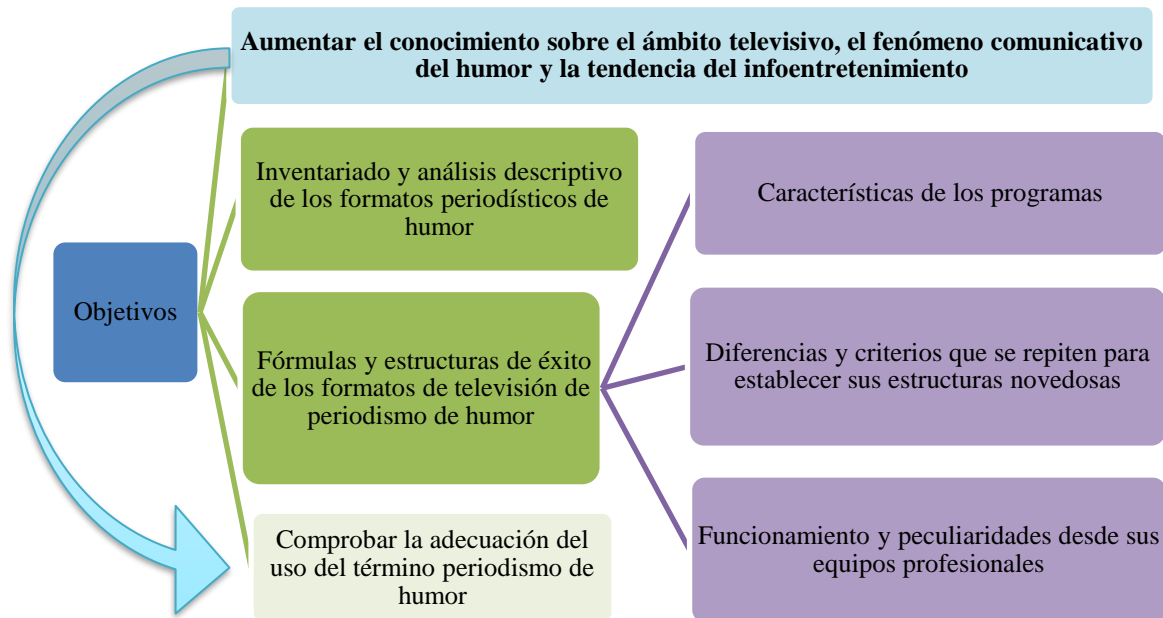 Aumentar el conocimiento sobre el ámbito televisivo, el fenómeno comunicativo
del humor y la tendencia del infoentretenimiento
Objetivos
Inventariado y análisis descriptivo
de los formatos periodísticos de
humor
Fórmulas y estructuras de éxito
de los formatos de televisión de
periodismo de humor
Comprobar la adecuación del
uso del término periodismo de
humor
Características de los programas
Diferencias y criterios que se repiten para
establecer sus estructuras novedosas
Funcionamiento y peculiaridades desde sus
equipos profesionales